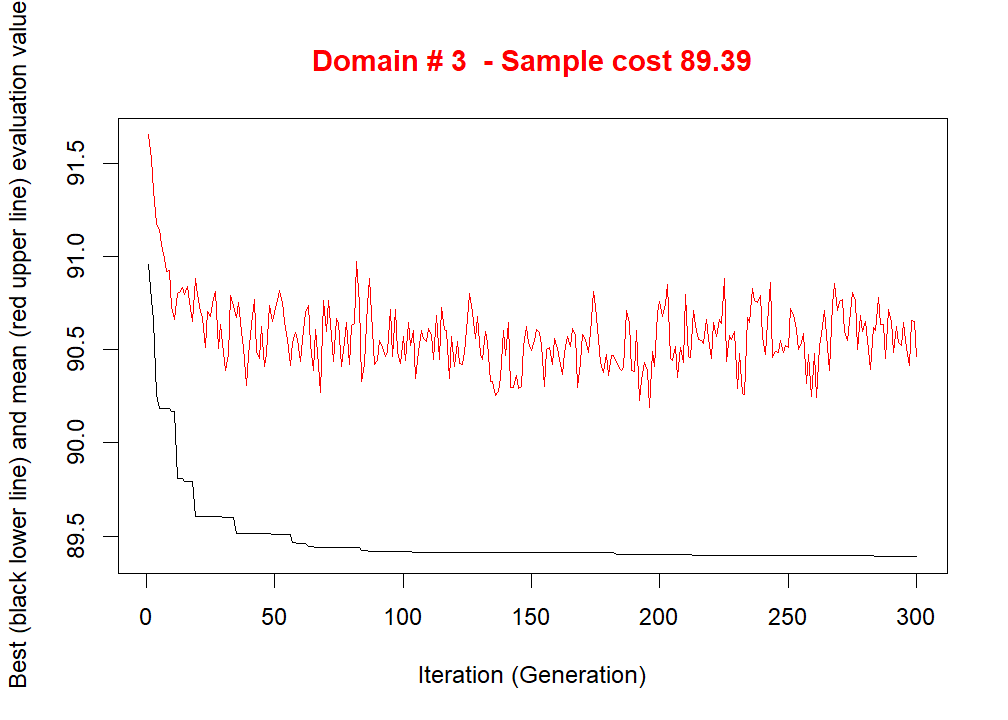 Domain # 3  - Sample cost 89.39
Best (black lower line) and mean (red upper line) evaluation value
91.5
91.0
90.5
90.0
89.5
0 50 100 150 200 250 300
Iteration (Generation)